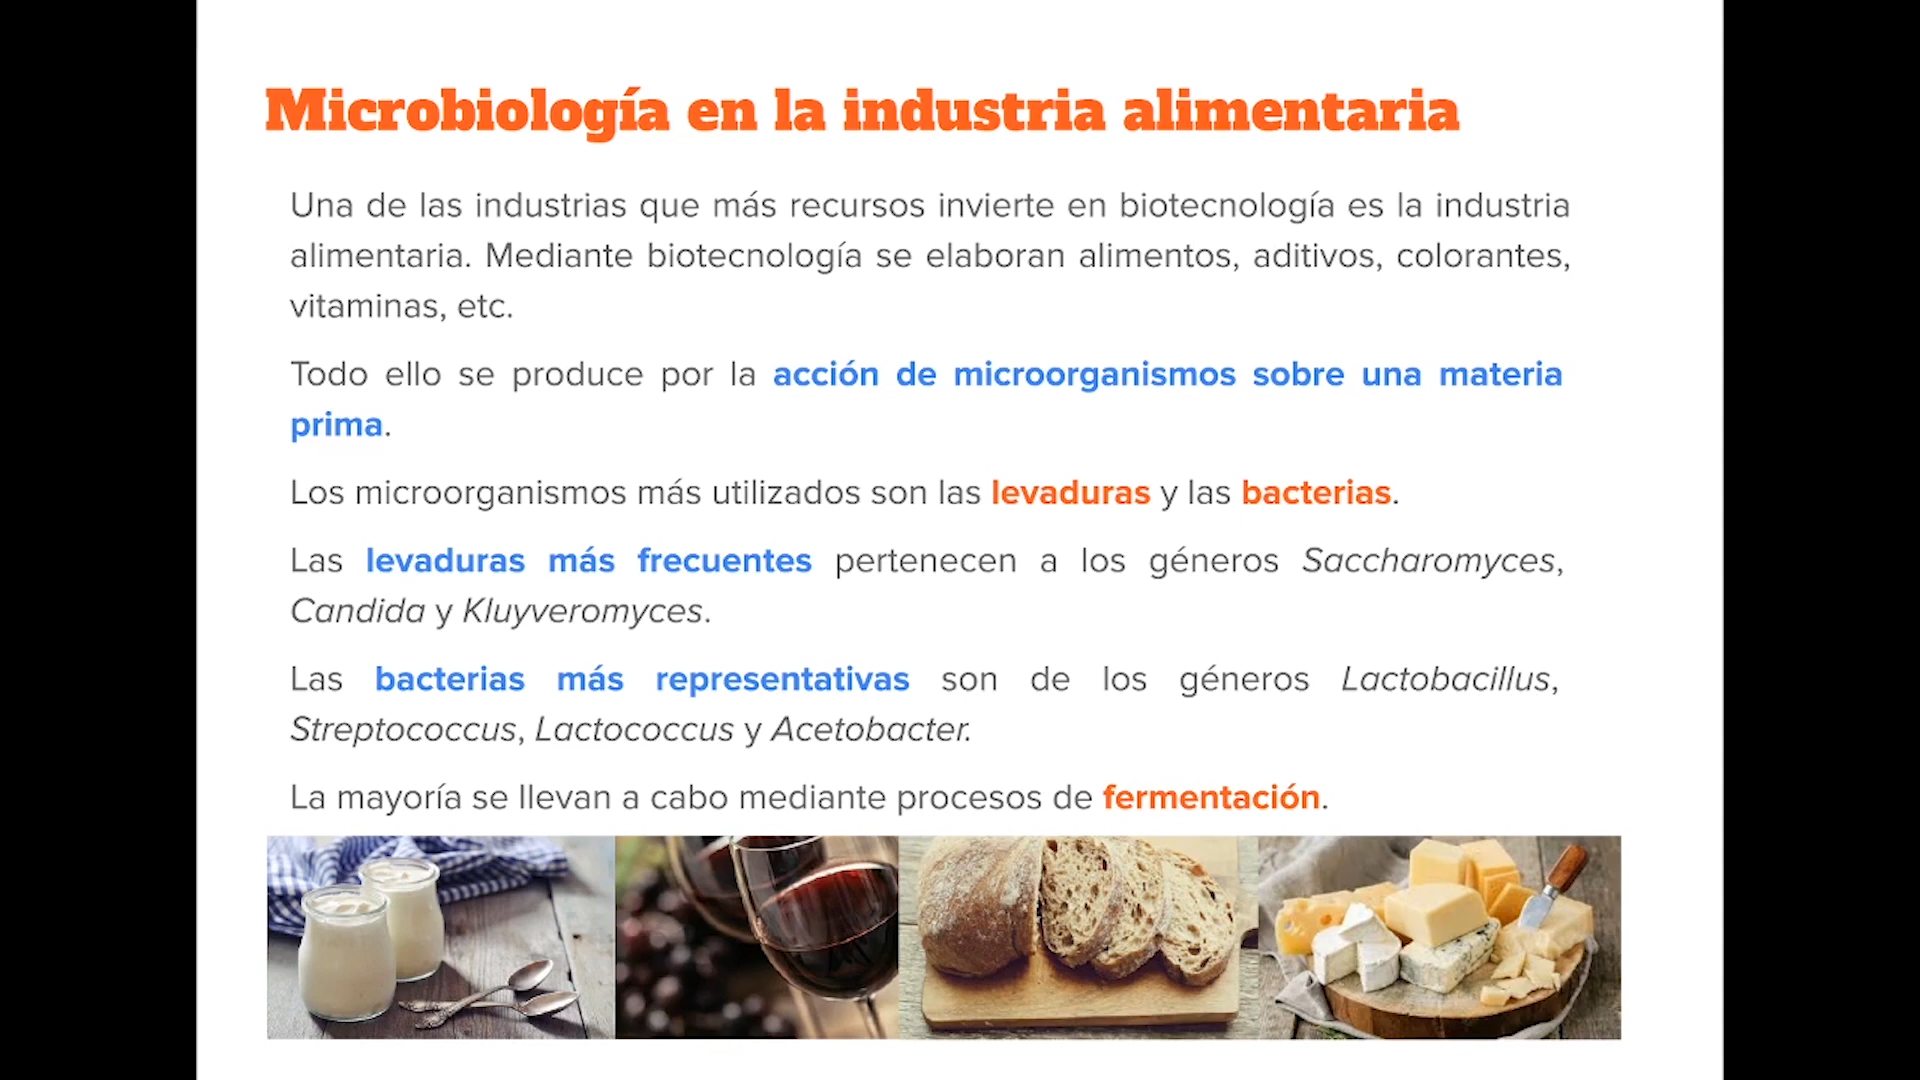 Microbiología en la industria alimentaria
Una de las industrias que más recursos invierte en biotecnología es la industria
alimentaria. Mediante biotecnología se elaboran alimentos, aditivos, colorantes,
vitaminas, etc.
Todo ello se produce por la acción de microorganismos sobre una materia
prima.
Los microorganismos más utilizados son las levaduras y las bacterias.
Las levaduras más frecuentes pertenecen a los géneros Saccharomyces,
Candida y Kluyveromyces.
Las bacterias más representativas son de los géneros Lactobacillus,
Streptococcus, Lactococcus y Acetobacter.
La mayoría se llevan a cabo mediante procesos de fermentación.